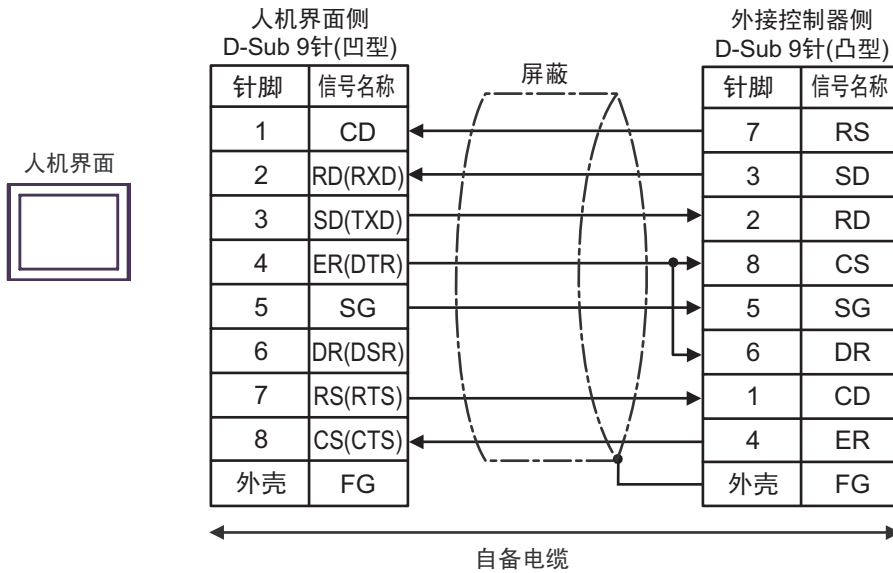 人机界面侧
D-Sub 9针(凹型)
外接控制器侧
D-Sub 9针(凸型)
屏蔽
人机界面
针脚 信号名称 针脚 信号名称
1 CD 7 RS
2 RD(RXD) 3 SD
3 SD(TXD) 2 RD
4 ER(DTR) 8 CS
5 SG 5 SG
6 DR(DSR) 6 DR
7 RS(RTS) 1 CD
8 CS(CTS) 4 ER
外壳 FG 外壳 FG
自备电缆